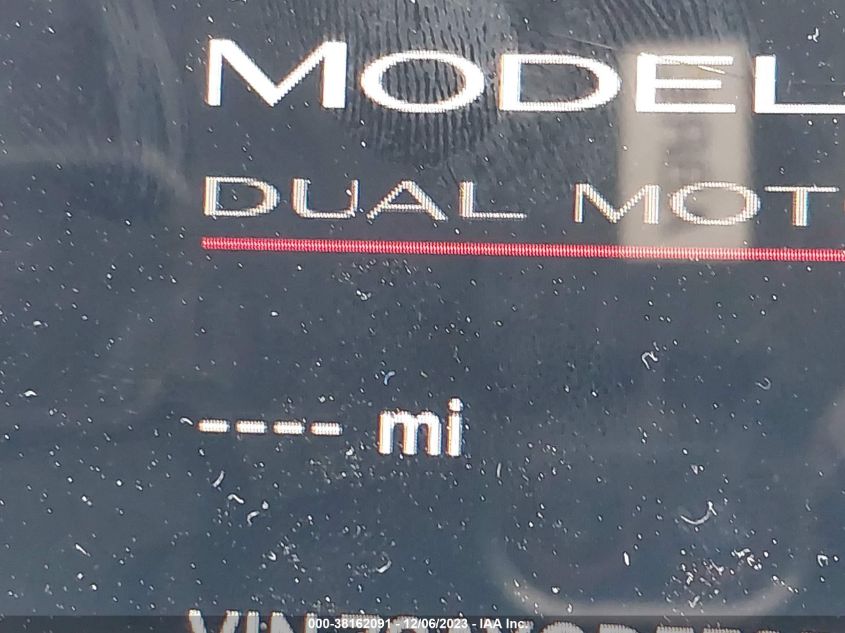 MODEL
DUAL MOT
---- mi
000-38162091 - 12/06/2023 - IAA Inc.